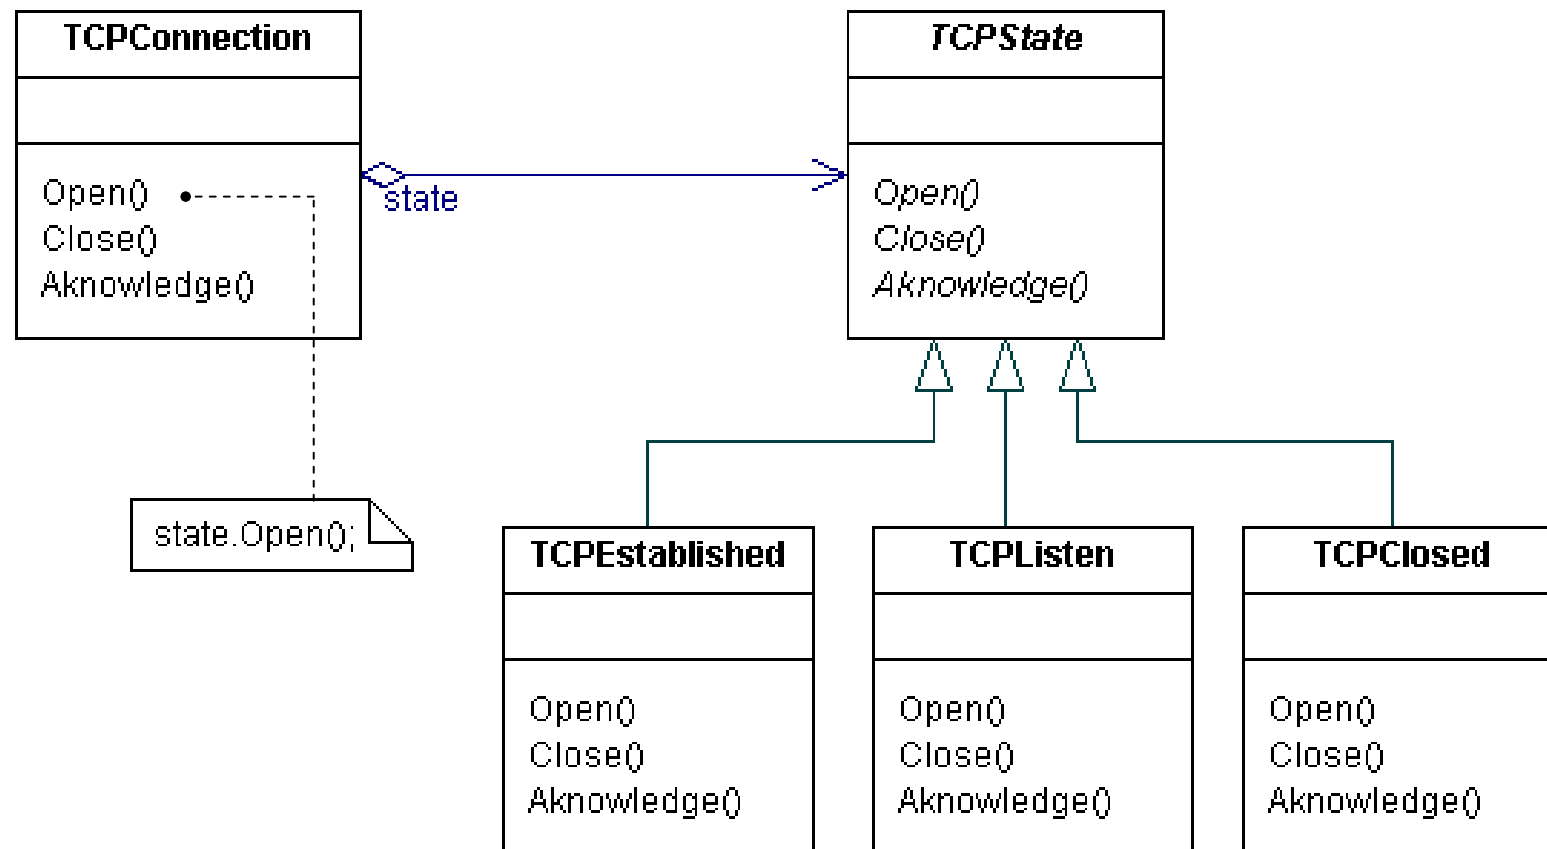 TCPConnection
Open()
Close()
Aknowledge()
state
TCPState
Open()
Close()
Aknowledge()
state.Open();
TCPEstablished
Open()
Close()
Aknowledge()
TCPListen
Open()
Close()
Aknowledge()
TCPClosed
Open()
Close()
Aknowledge()